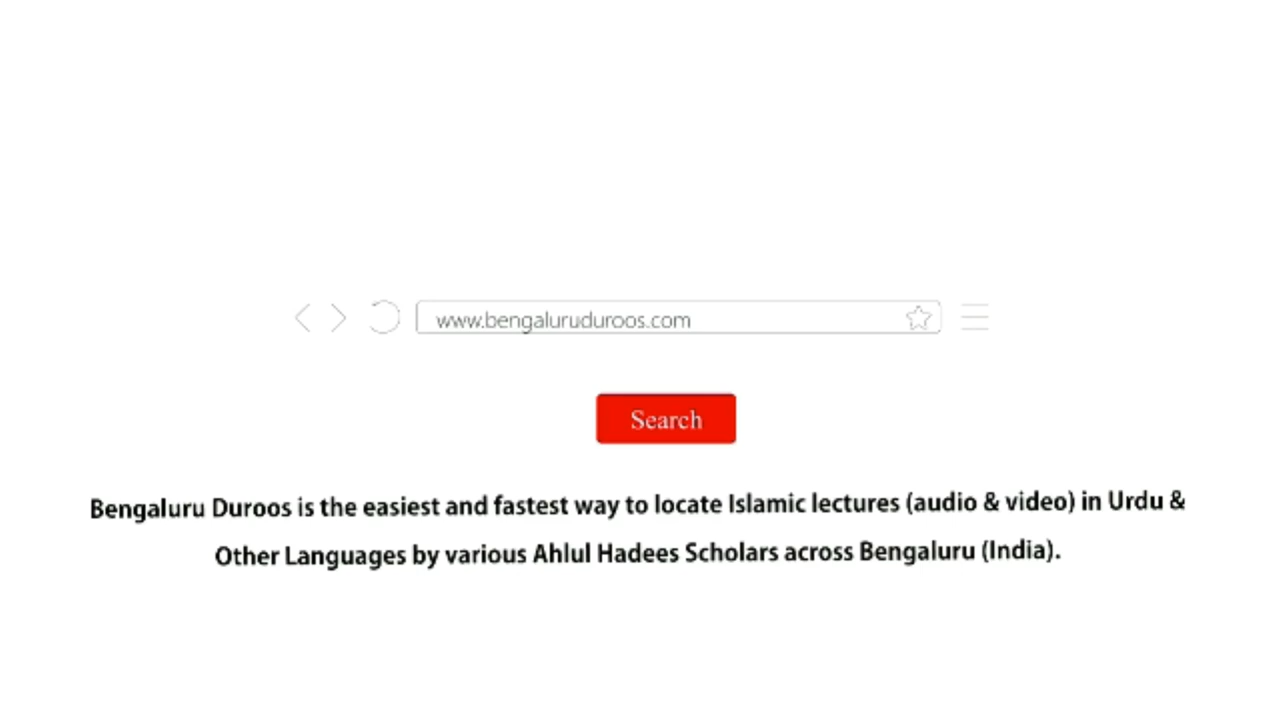 www.bengaluruduroos.com
Search
Bengaluru Duroos is the easiest and fastest way to locate Islamic lectures (audio & video) in Urdu &
Other Languages by various Ahlul Hadees Scholars across Bengaluru (India).